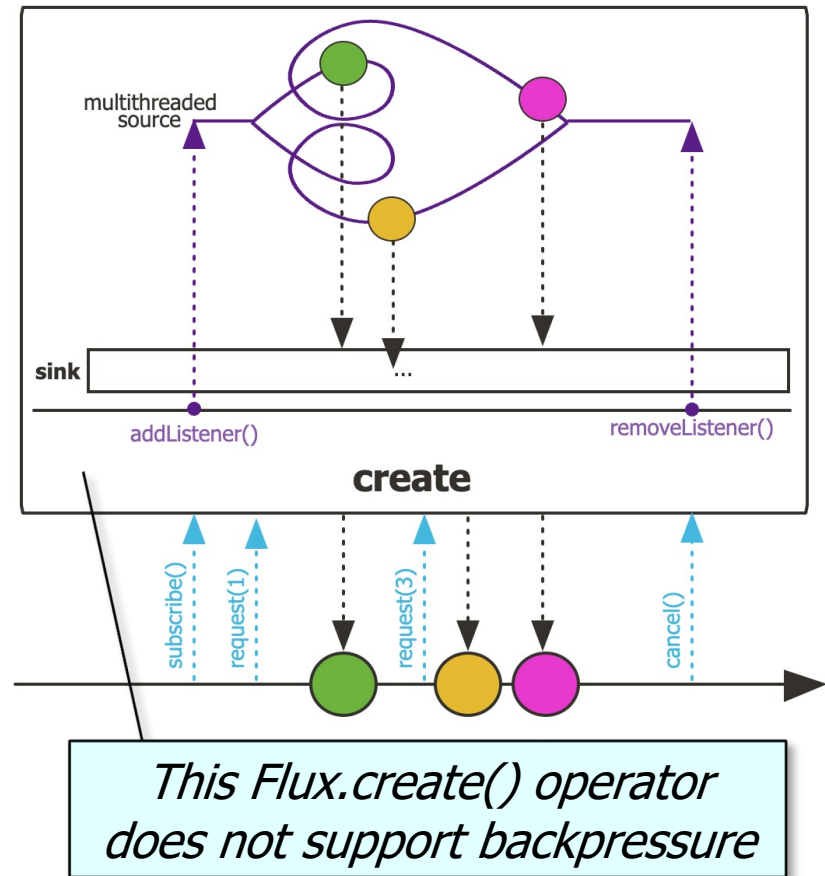 multithreaded
source
sink
...
addListener()
removeListener()
create
subscribe()
request(1)
request(3)
cancel()
This Flux.create() operator
does not support backpressure